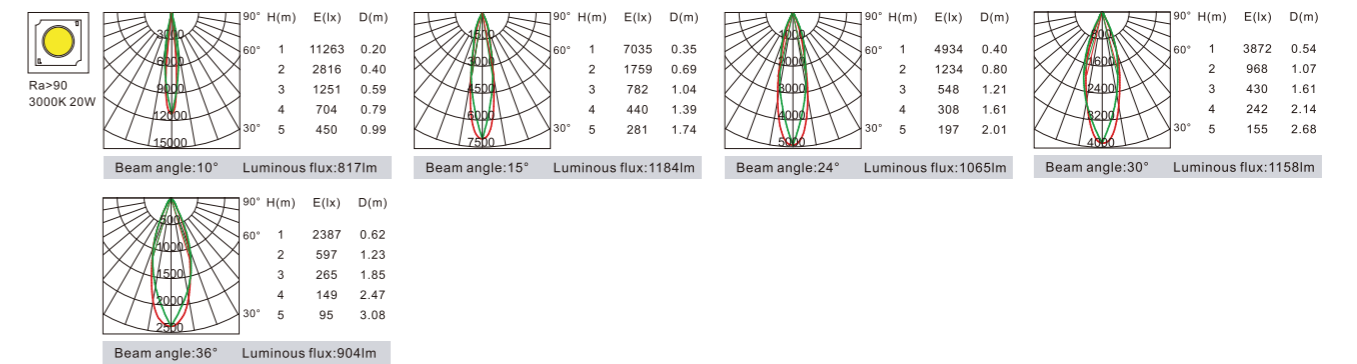 Ra>90
3000K 20W
3000
6000
9000
12000
15000
90° H(m) E(lx) D(m)
60° 1 11263 0.20
2 2816 0.40
3 1251 0.59
4 704 0.79
30° 5 450 0.99
Beam angle:10° Luminous flux:817lm
1500
3000
4500
6000
7500
90° H(m) E(lx) D(m)
60° 1 7035 0.35
2 1759 0.69
3 782 1.04
4 440 1.39
30° 5 281 1.74
Beam angle:15° Luminous flux:1184lm
1000
2000
3000
4000
5000
90° H(m) E(lx) D(m)
60° 1 4934 0.40
2 1234 0.80
3 548 1.21
4 308 1.61
30° 5 197 2.01
Beam angle:24° Luminous flux:1065lm
800
1600
2400
3200
4000
90° H(m) E(lx) D(m)
60° 1 3872 0.54
2 968 1.07
3 430 1.61
4 242 2.14
30° 5 155 2.68
Beam angle:30° Luminous flux:1158lm
500
1000
1500
2000
2500
90° H(m) E(lx) D(m)
60° 1 2387 0.62
2 597 1.23
3 265 1.85
4 149 2.47
30° 5 95 3.08
Beam angle:36° Luminous flux:904lm